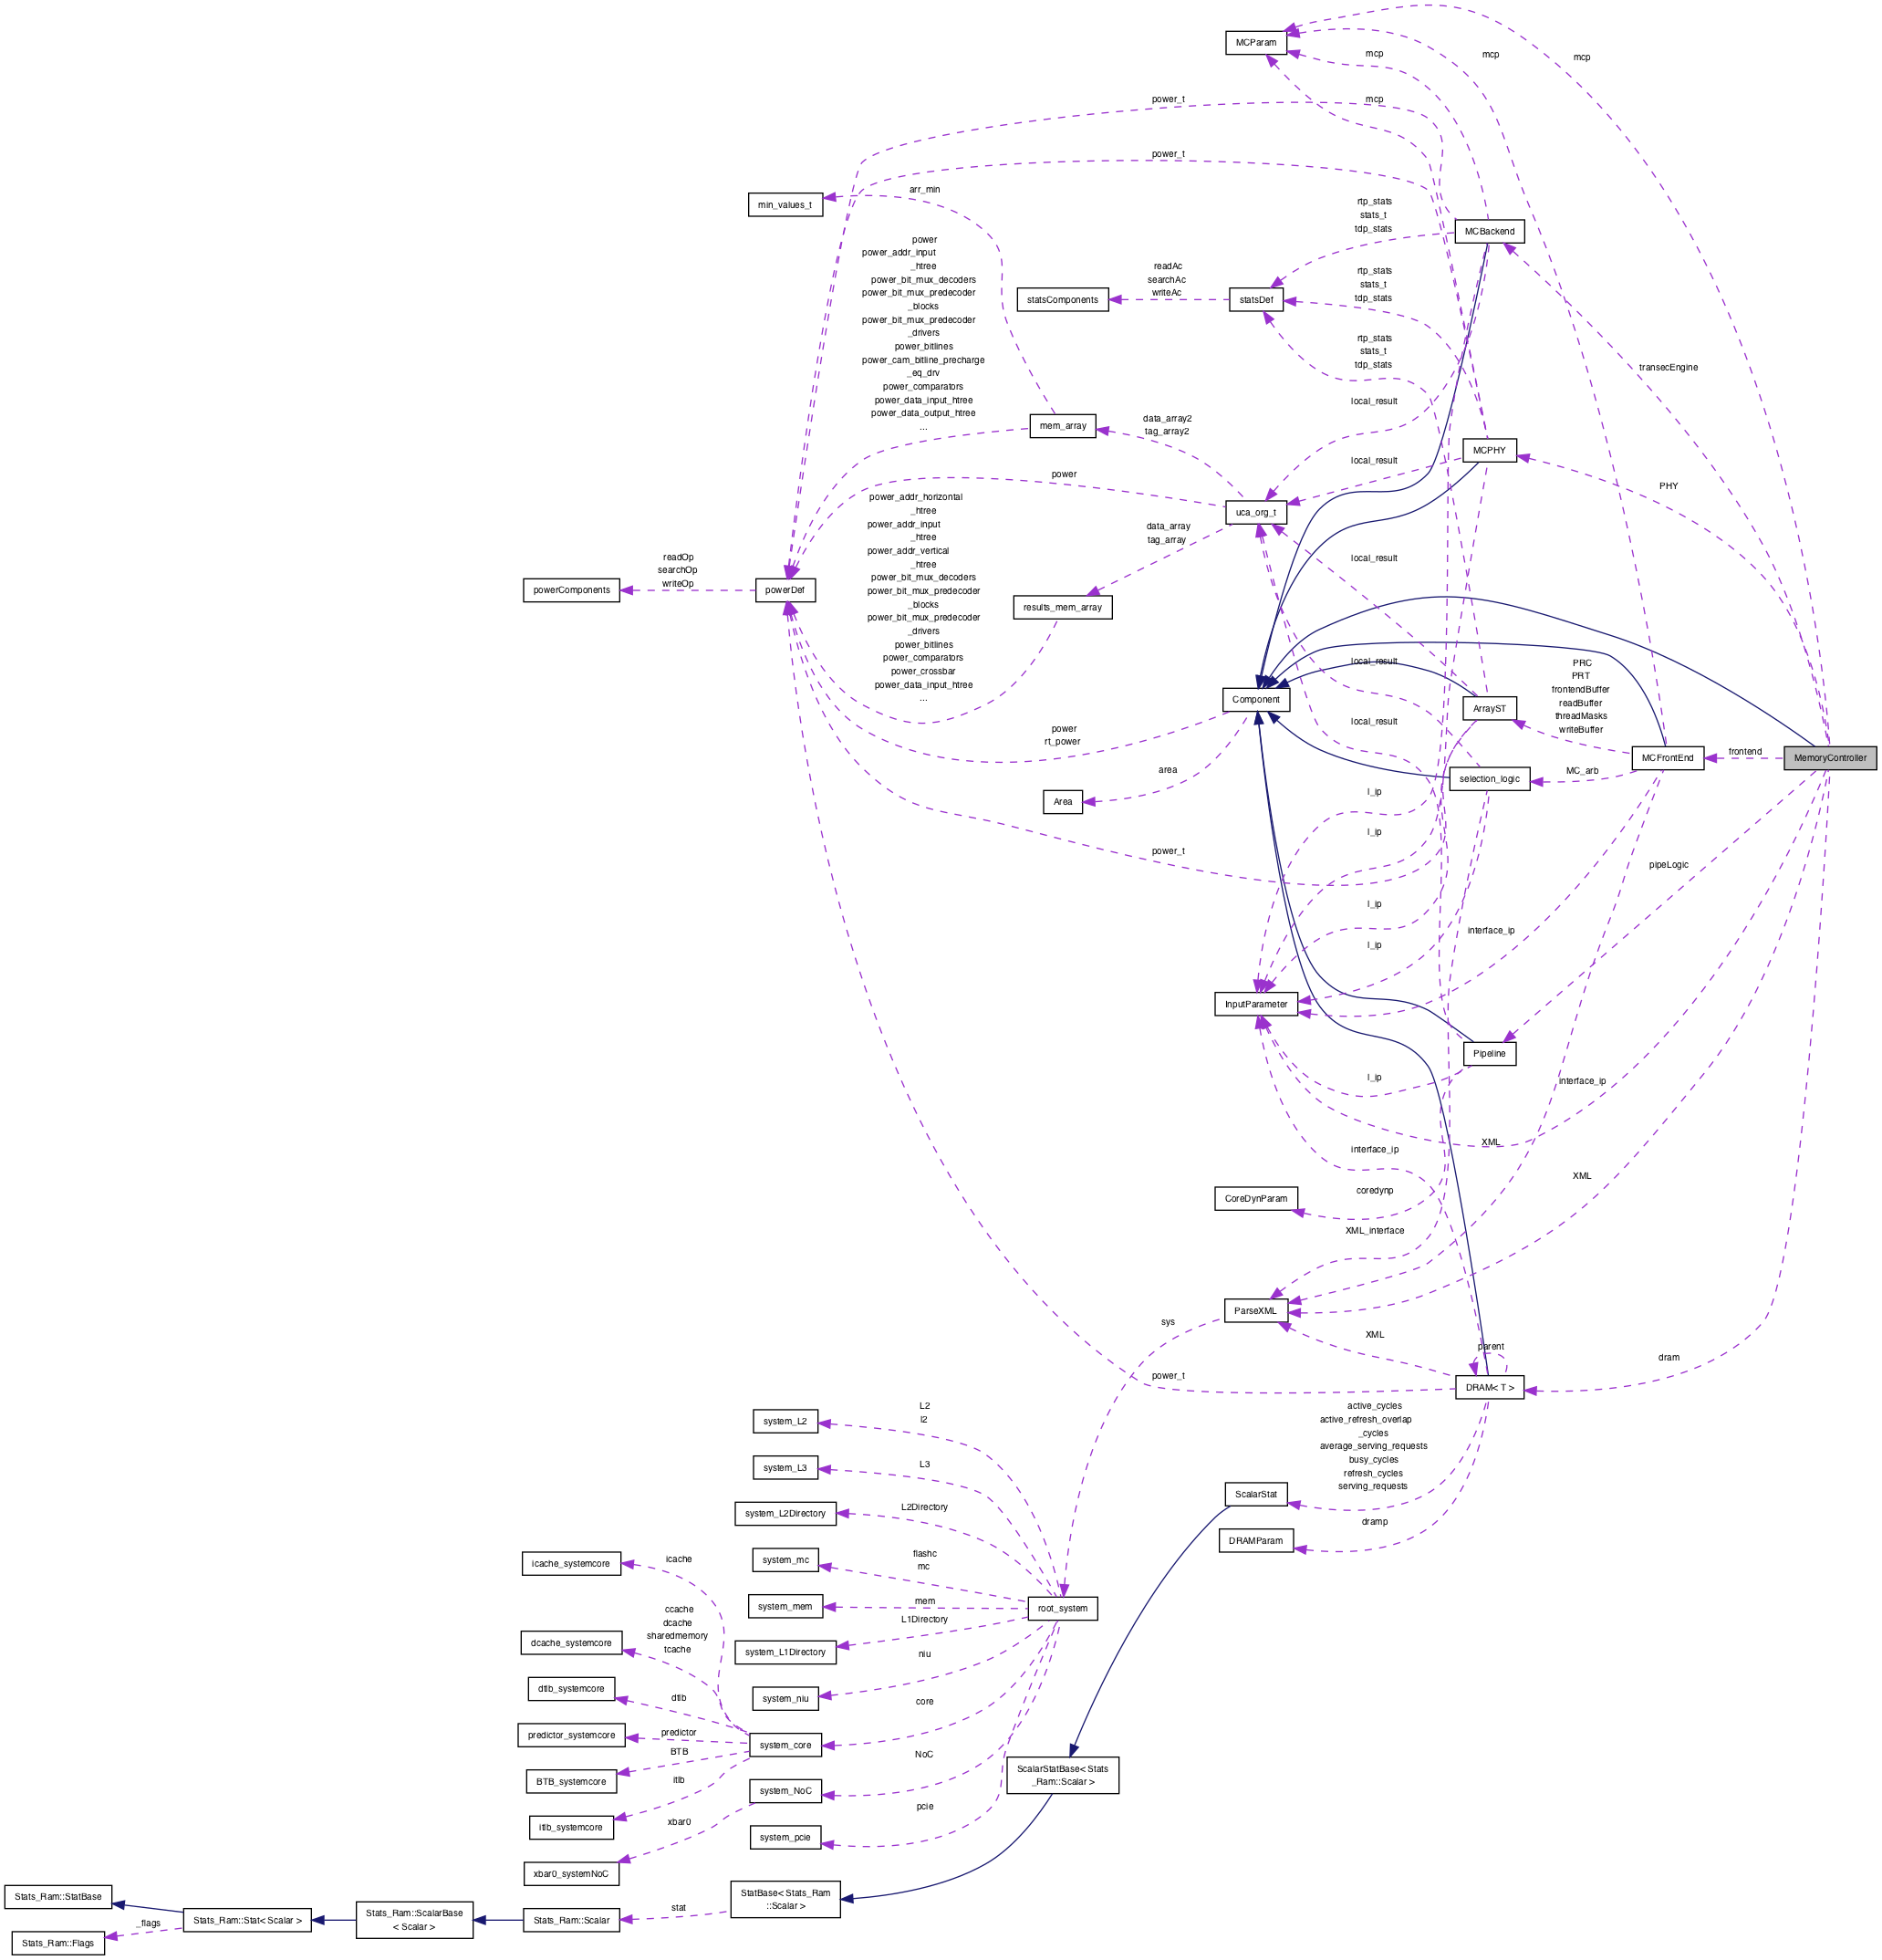 MCParam
mcp
mcp
mcp
mcp
power_t
power_t
min_values_t
arr_min
rtp_stats
stats_t
tdp_stats
MCBackend
power
power_addr_input
_htree
power_bit_mux_decoders
power_bit_mux_predecoder
_blocks
power_bit_mux_predecoder
_drivers
power_bitlines
power_cam_bitline_precharge
_eq_drv
power_comparators
power_data_input_htree
power_data_output_htree
...
readAc
searchAc
writeAc
statsComponents
statsDef
rtp_stats
stats_t
tdp_stats
rtp_stats
stats_t
tdp_stats
transecEngine
local_result
mem_array
data_array2
tag_array2
MCPHY
local_result
PHY
power
uca_org_t
power_addr_horizontal
_htree
power_addr_input
_htree
power_addr_vertical
_htree
power_bit_mux_decoders
power_bit_mux_predecoder
_blocks
power_bit_mux_predecoder
_drivers
power_bitlines
power_comparators
power_crossbar
power_data_input_htree
...
data_array
tag_array
local_result
readOp
searchOp
writeOp
powerComponents
powerDef
results_mem_array
local_result
PRC
PRT
frontendBuffer
readBuffer
threadMasks
writeBuffer
Component
ArrayST
local_result
power
rt_power
MCFrontEnd
frontend
MemoryController
area
selection_logic
MC_arb
Area
l_ip
l_ip
power_t
pipeLogic
l_ip
interface_ip
l_ip
InputParameter
Pipeline
l_ip
interface_ip
XML
interface_ip
XML
CoreDynParam
coredynp
XML_interface
ParseXML
sys
XML
parent
dram
power_t
DRAM< T >
L2
l2
system_L2
active_cycles
active_refresh_overlap
_cycles
average_serving_requests
busy_cycles
refresh_cycles
serving_requests
L3
system_L3
ScalarStat
L2Directory
system_L2Directory
dramp
DRAMParam
icache_systemcore
icache
system_mc
flashc
mc
system_mem
mem
root_system
ccache
dcache
sharedmemory
tcache
dcache_systemcore
L1Directory
system_L1Directory
niu
dtlb_systemcore
dtlb
system_niu
core
predictor_systemcore
predictor
system_core
BTB
BTB_systemcore
NoC
ScalarStatBase< Stats
_Ram::Scalar >
itlb
system_NoC
itlb_systemcore
xbar0
pcie
system_pcie
xbar0_systemNoC
Stats_Ram::StatBase
StatBase< Stats_Ram
::Scalar >
stat
_flags
Stats_Ram::Stat< Scalar >
Stats_Ram::ScalarBase
< Scalar >
Stats_Ram::Scalar
Stats_Ram::Flags